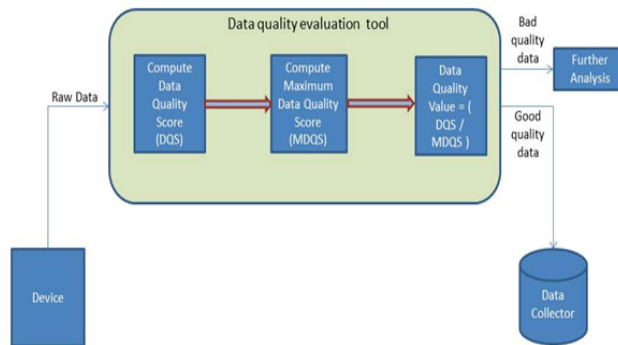 Data quality evaluation tool
Bad
quality
data
Further
Analysis
Raw Data
Compute
Data
Quality
Score
(DQS)
Compute
Maximum
Data Quality
Score
(MDQS)
Data
Quality
Value = (
DQS /
MDQS )
Good
quality
data
Device
Data
Collector